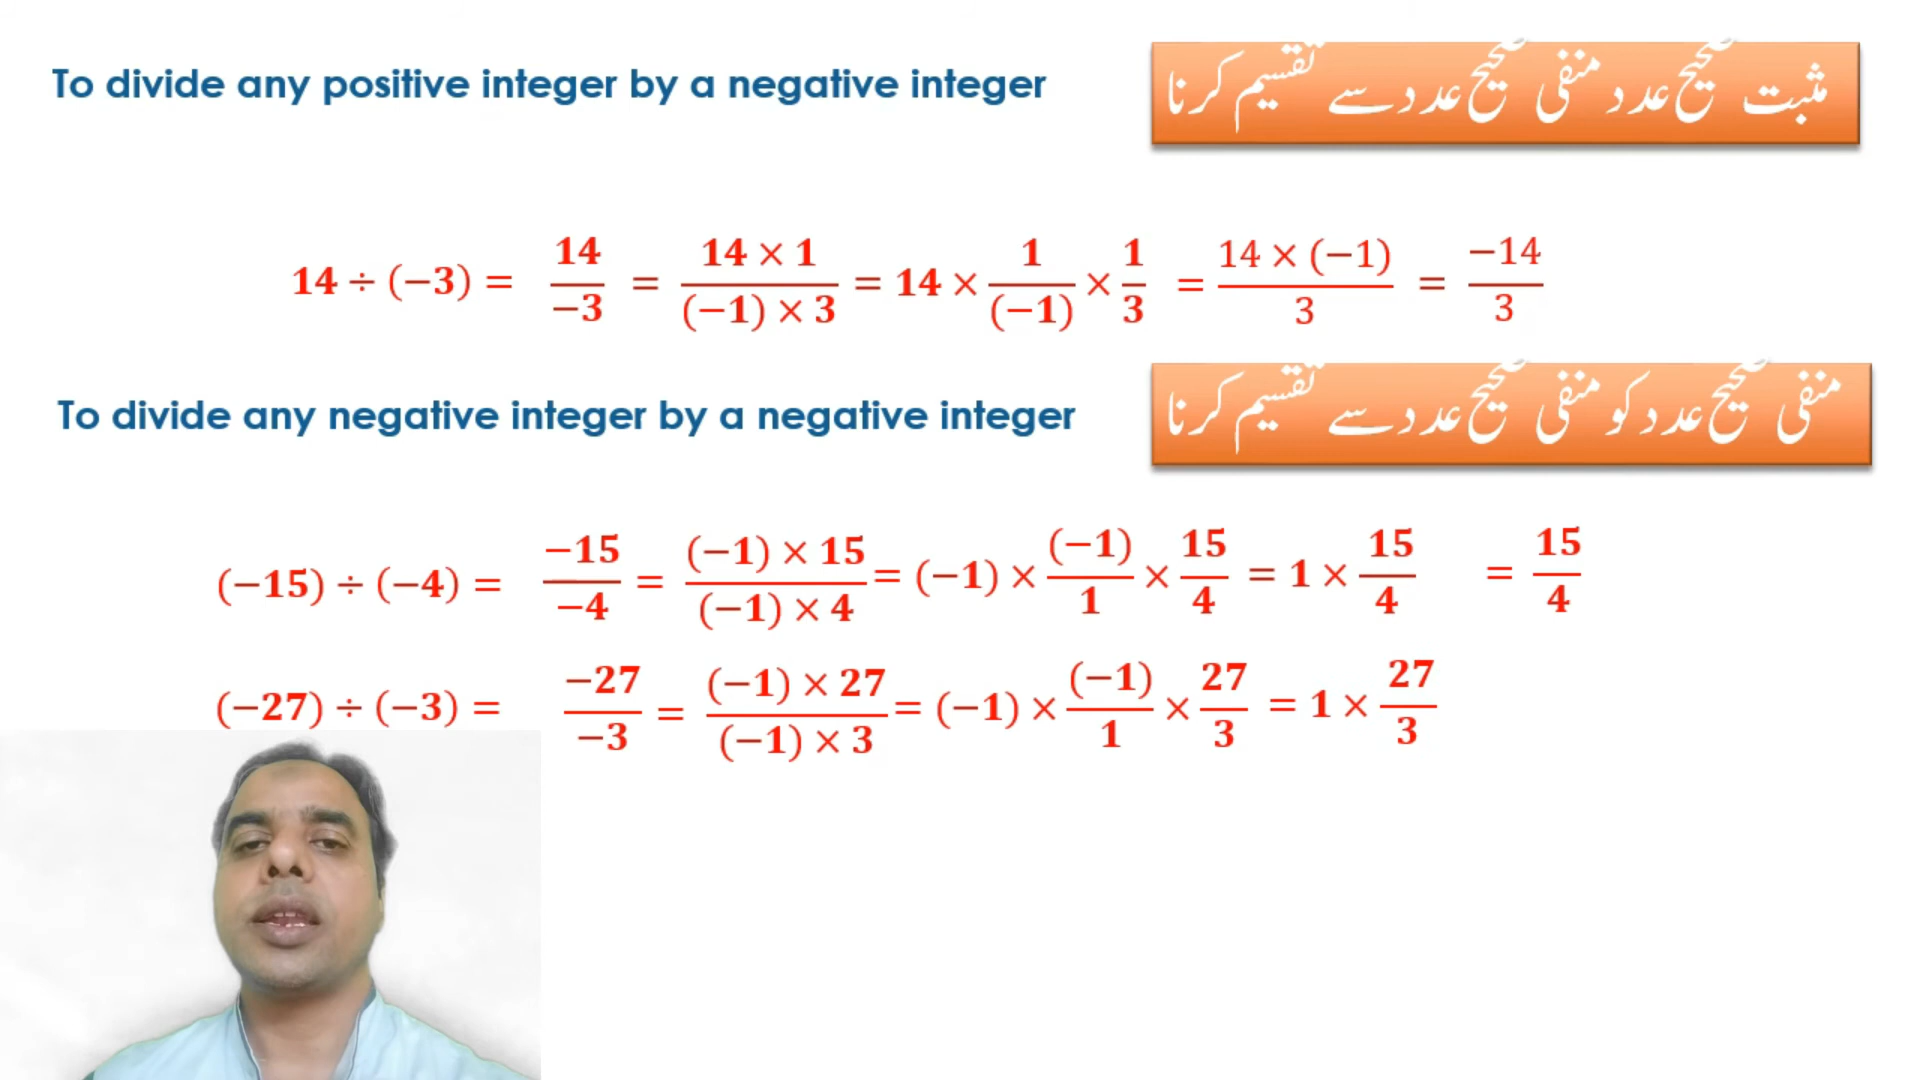 To divide any positive integer by a negative integer
مثبت صحیح عدد منفی صحیح عدد سے تقسیم کرنا
14 ÷ (−3) = 14/−3 = 14 × 1/(−1) × 3 = 14 × 1/(−1) × 1/3 = 14 × (−1)/3 = −14/3
To divide any negative integer by a negative integer
منفی صحیح عدد کو منفی صحیح عدد سے تقسیم کرنا
(−15) ÷ (−4) = −15/−4 = (−1) × 15/(−1) × 4 = (−1) × (−1)/1 × 15/4 = 1 × 15/4 = 15/4
(−27) ÷ (−3) = −27/−3 = (−1) × 27/(−1) × 3 = (−1) × (−1)/1 × 27/3 = 1 × 27/3